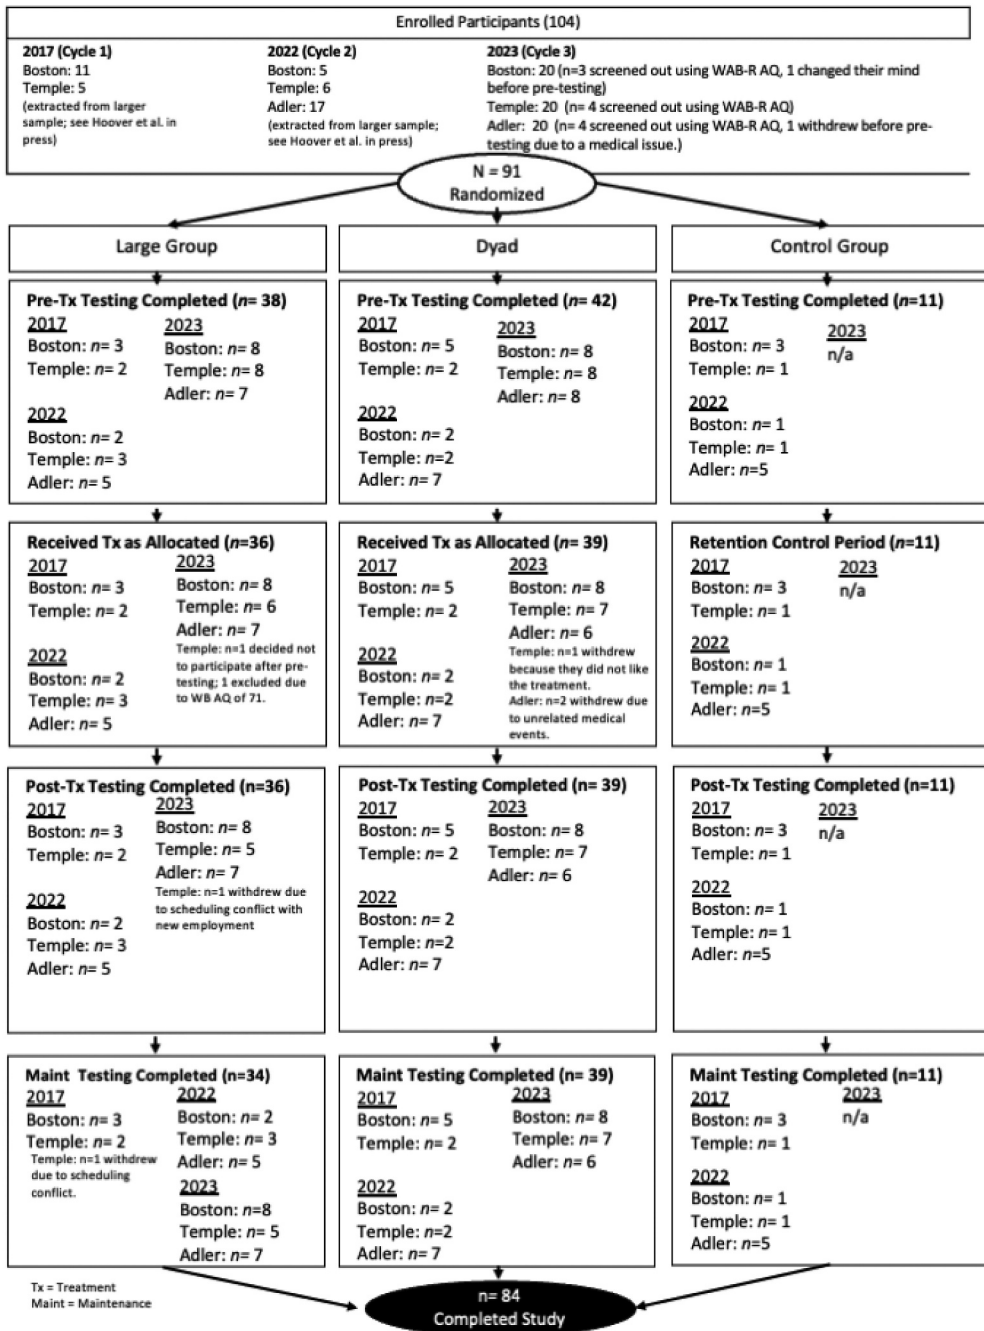 Enrolled Participants (104)
2017 (Cycle 1)
Boston: 11
Temple: 5
(extracted from larger
sample; see Hoover et al. in
press)
2022 (Cycle 2)
Boston: 5
Temple: 6
Adler: 17
(extracted from larger sample;
see Hoover et al. in press)
2023 (Cycle 3)
Boston: 20 (n=3 screened out using WAB-R AQ, 1 changed their mind
before pre-testing)
Temple: 20 (n= 4 screened out using WAB-R AQ)
Adler: 20 (n= 4 screened out using WAB-R AQ, 1 withdrew before pre-
testing due to a medical issue.)
N = 91
Randomized
Large Group
Dyad
Control Group
Pre-Tx Testing Completed (n= 38)
2017
Boston: n= 3
Temple: n= 2
2022
Boston: n= 2
Temple: n= 3
Adler: n= 5
2023
Boston: n= 8
Temple: n= 8
Adler: n= 7
Pre-Tx Testing Completed (n= 42)
2017
Boston: n= 5
Temple: n= 2
2022
Boston: n= 2
Temple: n=2
Adler: n= 7
2023
Boston: n= 8
Temple: n= 8
Adler: n= 8
Pre-Tx Testing Completed (n=11)
2017
Boston: n= 3
Temple: n= 1
2022
Boston: n= 1
Temple: n= 1
Adler: n=5
2023
n/a
Received Tx as Allocated (n=36)
2017
Boston: n= 3
Temple: n= 2
2022
Boston: n= 2
Temple: n= 3
Adler: n= 5
2023
Boston: n= 8
Temple: n= 6
Adler: n= 7
Temple: n=1 decided not
to participate after pre-
testing; 1 excluded due
to WB AQ of 71.
Received Tx as Allocated (n= 39)
2017
Boston: n= 5
Temple: n= 2
2022
Boston: n= 2
Temple: n=2
Adler: n= 7
2023
Boston: n= 8
Temple: n= 7
Adler: n= 6
Temple: n=1 withdrew
because they did not like
the treatment.
Adler: n=2 withdrew due
to unrelated medical
events.
Retention Control Period (n=11)
2017
Boston: n= 3
Temple: n= 1
2022
Boston: n= 1
Temple: n= 1
Adler: n=5
2023
n/a
Post-Tx Testing Completed (n=36)
2017
Boston: n= 3
Temple: n= 2
2022
Boston: n= 2
Temple: n= 3
Adler: n= 5
2023
Boston: n= 8
Temple: n= 5
Adler: n= 7
Temple: n=1 withdrew due
to scheduling conflict with
new employment
Post-Tx Testing Completed (n= 39)
2017
Boston: n= 5
Temple: n= 2
2022
Boston: n= 2
Temple: n=2
Adler: n= 7
2023
Boston: n= 8
Temple: n= 7
Adler: n= 6
Post-Tx Testing Completed (n=11)
2017
Boston: n= 3
Temple: n= 1
2022
Boston: n= 1
Temple: n= 1
Adler: n=5
2023
n/a
Maint Testing Completed (n=34)
2017
Boston: n= 3
Temple: n= 2
Temple: n=1 withdrew
due to scheduling
conflict.
2022
Boston: n= 2
Temple: n= 3
Adler: n= 5
2023
Boston: n=8
Temple: n= 5
Adler: n= 7
Maint Testing Completed (n= 39)
2017
Boston: n= 5
Temple: n= 2
2022
Boston: n= 2
Temple: n=2
Adler: n= 7
2023
Boston: n= 8
Temple: n= 7
Adler: n= 6
Maint Testing Completed (n=11)
2017
Boston: n= 3
Temple: n= 1
2022
Boston: n= 1
Temple: n= 1
Adler: n=5
2023
n/a
Tx = Treatment
Maint = Maintenance
n= 84
Completed Study